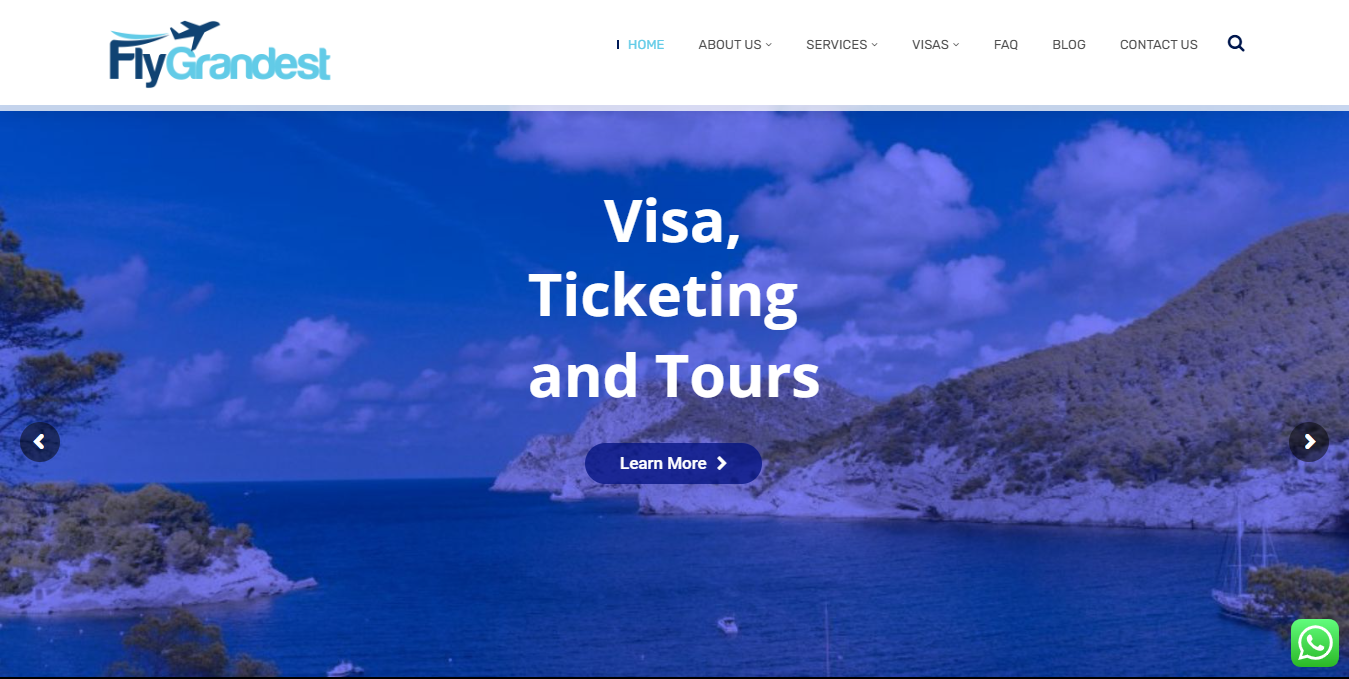 FlyGrandest
HOME ABOUT US SERVICES VISAS FAQ BLOG CONTACT US
Visa,
Ticketing
and Tours
Learn More